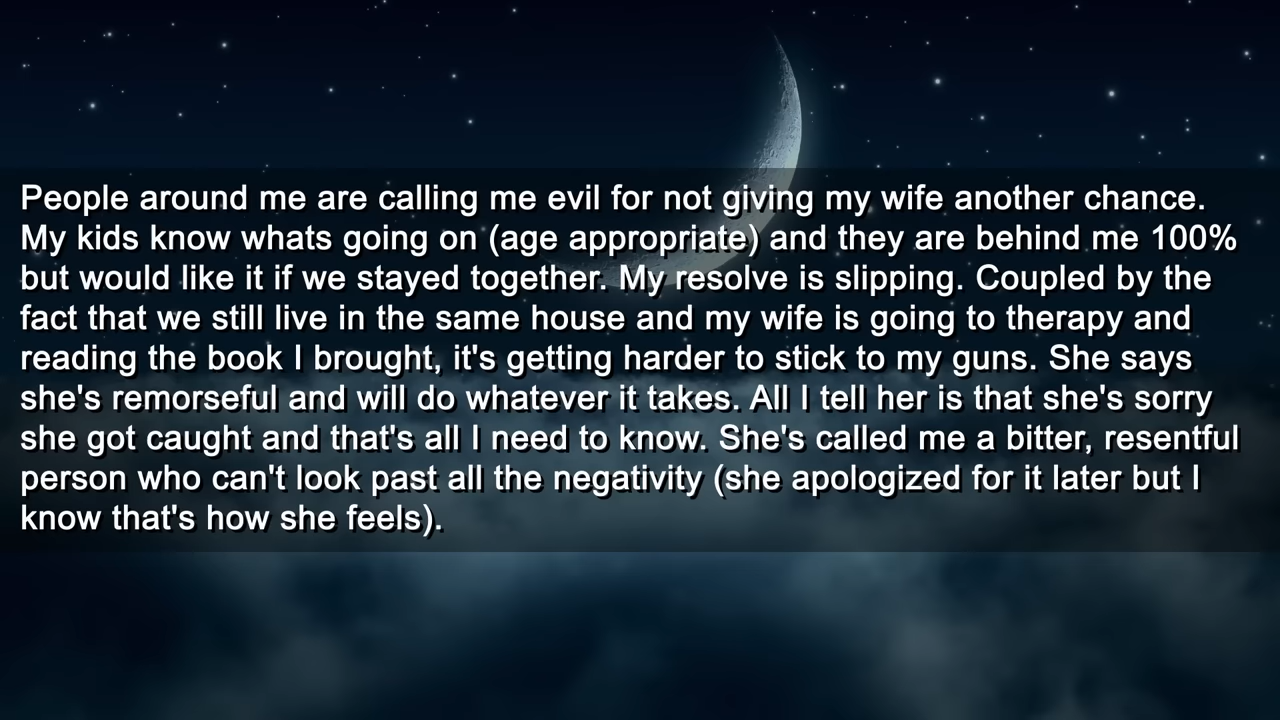 People around me are calling me evil for not giving my wife another chance.
My kids know whats going on (age appropriate) and they are behind me 100%
but would like it if we stayed together. My resolve is slipping. Coupled by the
fact that we still live in the same house and my wife is going to therapy and
reading the book I brought, it's getting harder to stick to my guns. She says
she's remorseful and will do whatever it takes. All I tell her is that she's sorry
she got caught and that's all I need to know. She's called me a bitter, resentful
person who can't look past all the negativity (she apologized for it later but I
know that's how she feels).